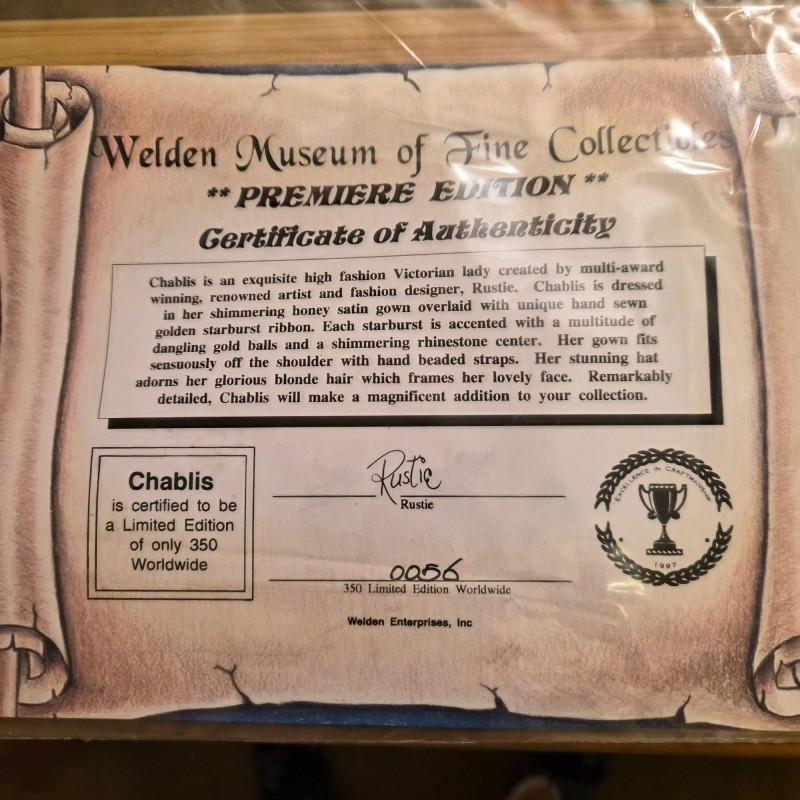 Welden Museum of Fine Collectibles
** PREMIERE EDITION **
Certificate of Authenticity
Chablis is an exquisite high fashion Victorian lady created by multi-award
winning, renowned artist and fashion designer, Rustie. Chablis is dressed
in her shimmering honey satin gown overlaid with unique hand sewn
golden starburst ribbon. Each starburst is accented with a multitude of
dangling gold balls and a shimmering rhinestone center. Her gown fits
sensuously off the shoulder with hand beaded straps. Her stunning hat
adorns her glorious blonde hair which frames her lovely face. Remarkably
detailed, Chablis will make a magnificent addition to your collection.
Chablis
is certified to be
a Limited Edition
of only 350
Worldwide
Rustie
Rustie
0056
350 Limited Edition Worldwide
Welden Enterprises, Inc
EXCELLENCE IN CRAFTMANSHIP
1997